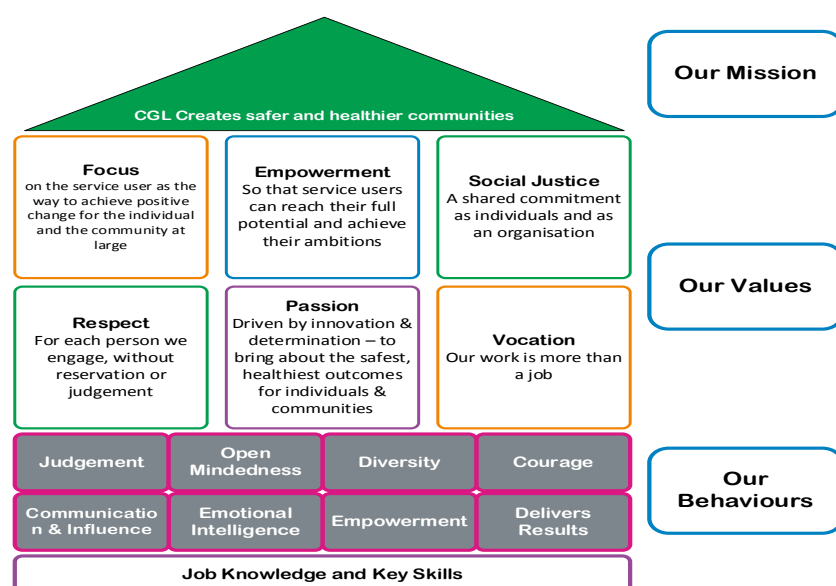 CGL Creates safer and healthier communities
Our Mission
Focus
on the service user as the
way to achieve positive
change for the individual
and the community at
large
Empowerment
So that service users
can reach their full
potential and achieve
their ambitions
Social Justice
A shared commitment
as individuals and as
an organisation
Our Values
Respect
For each person we
engage, without
reservation or
judgement
Passion
Driven by innovation &
determination – to
bring about the safest,
healthiest outcomes
for individuals &
communities
Vocation
Our work is more than
a job
Judgement
Open
Mindedness
Diversity
Courage
Our
Behaviours
Communicatio
n & Influence
Emotional
Intelligence
Empowerment
Delivers
Results
Job Knowledge and Key Skills